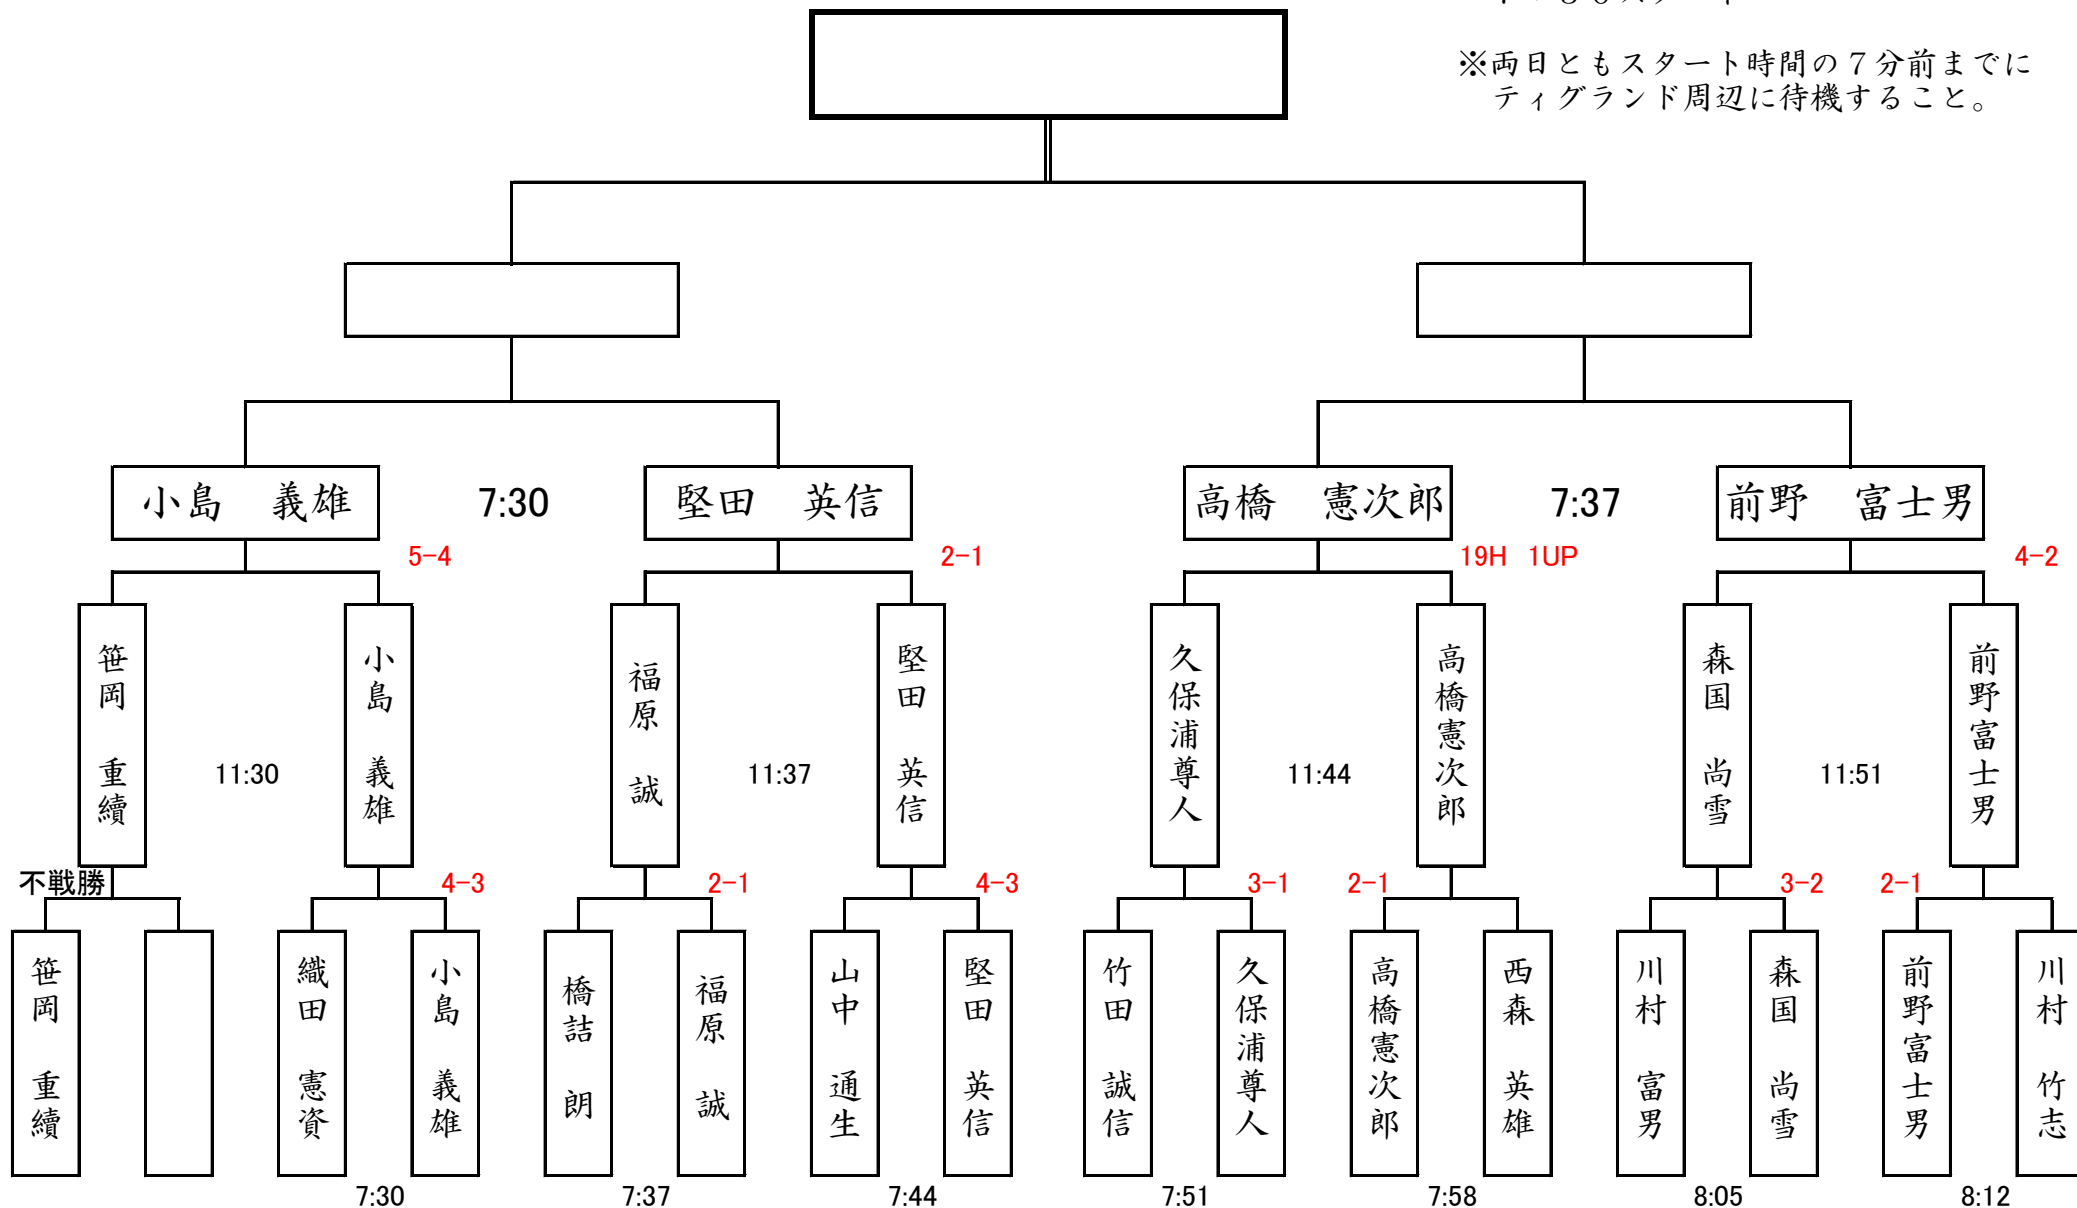 ※両日ともスタート時間の７分前までに
ティグランド周辺に待機すること。
小島　義雄
7:30
堅田　英信
高橋　憲次郎
7:37
前野　富士男
5-4
2-1
19H 1UP
4-2
笹岡　重續
11:30
小島　義雄
福原　誠
11:37
堅田　英信
久保浦尊人
11:44
高橋憲次郎
森国　尚雪
11:51
前野富士男
不戦勝
4-3
2-1
4-3
3-1
2-1
3-2
2-1
笹岡　重續
織田　憲資
小島　義雄
橋詰　朗
福原　誠
山中　通生
堅田　英信
竹田　誠信
久保浦尊人
高橋憲次郎
西森　英雄
川村　富男
森国　尚雪
前野富士男
川村　竹志
7:30
7:37
7:44
7:51
7:58
8:05
8:12